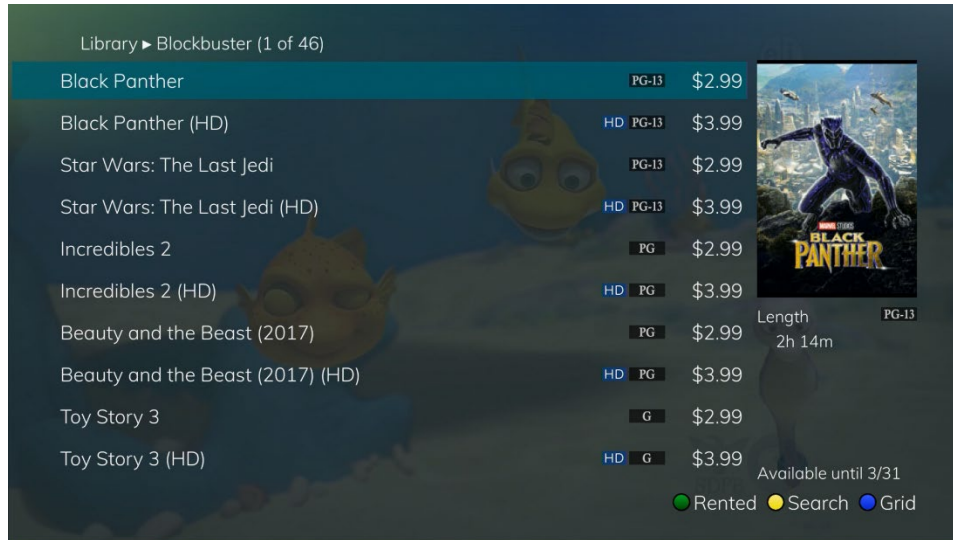 Library ▸ Blockbuster (1 of 46)
Black Panther PG-13 $2.99
Black Panther (HD) HD PG-13 $3.99
Star Wars: The Last Jedi PG-13 $2.99
Star Wars: The Last Jedi (HD) HD PG-13 $3.99
Incredibles 2 PG $2.99
Incredibles 2 (HD) HD PG $3.99
Beauty and the Beast (2017) PG $2.99
Beauty and the Beast (2017) (HD) HD PG $3.99
Toy Story 3 G $2.99
Toy Story 3 (HD) HD G $3.99
MARVEL STUDIOS
BLACK
PANTHER
Length PG-13
2h 14m
Available until 3/31
Rented Search Grid